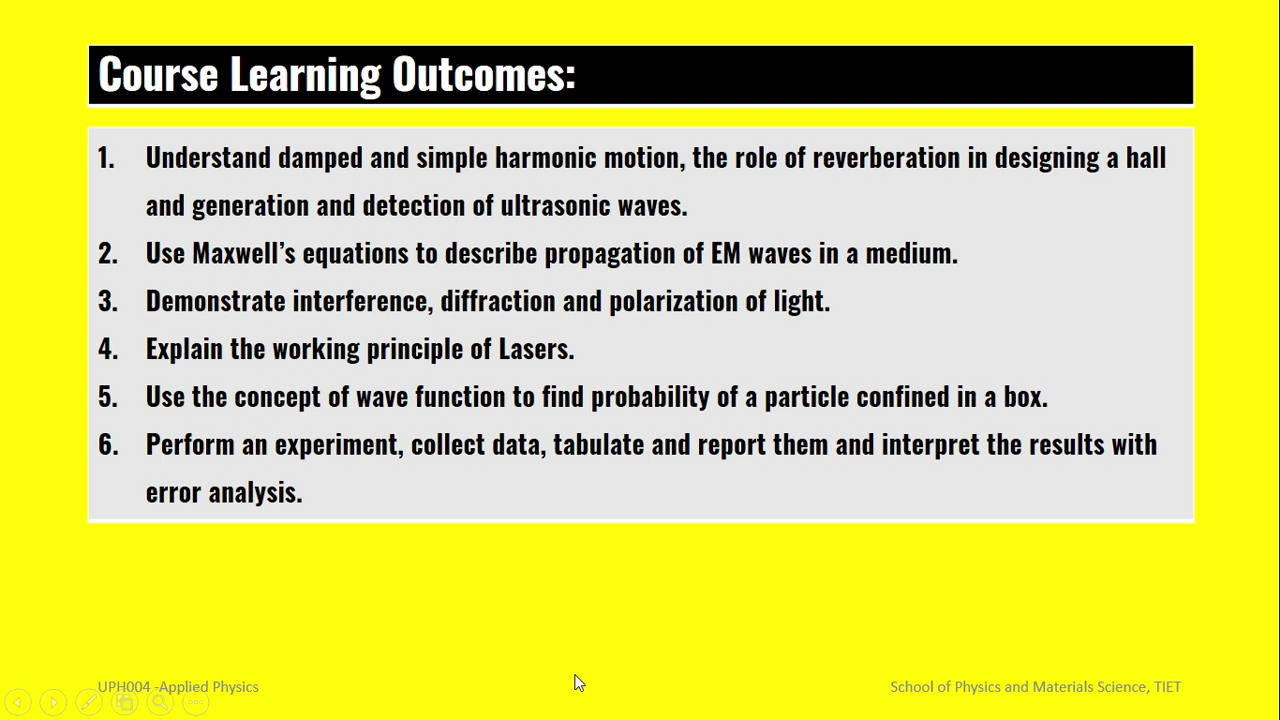 Course Learning Outcomes:
1. Understand damped and simple harmonic motion, the role of reverberation in designing a hall
and generation and detection of ultrasonic waves.
2. Use Maxwell’s equations to describe propagation of EM waves in a medium.
3. Demonstrate interference, diffraction and polarization of light.
4. Explain the working principle of Lasers.
5. Use the concept of wave function to find probability of a particle confined in a box.
6. Perform an experiment, collect data, tabulate and report them and interpret the results with
error analysis.
UPH004 -Applied Physics
School of Physics and Materials Science, TIET